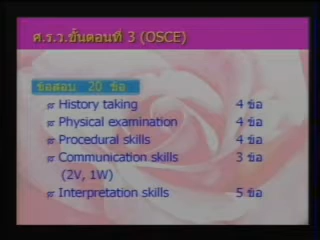 ศ.ร.ว.ขั้นตอนที่ 3 (OSCE)
ข้อสอบ 20 ข้อ
History taking 4 ข้อ
Physical examination 4 ข้อ
Procedural skills 4 ข้อ
Communication skills 3 ข้อ
(2V, 1W)
Interpretation skills 5 ข้อ